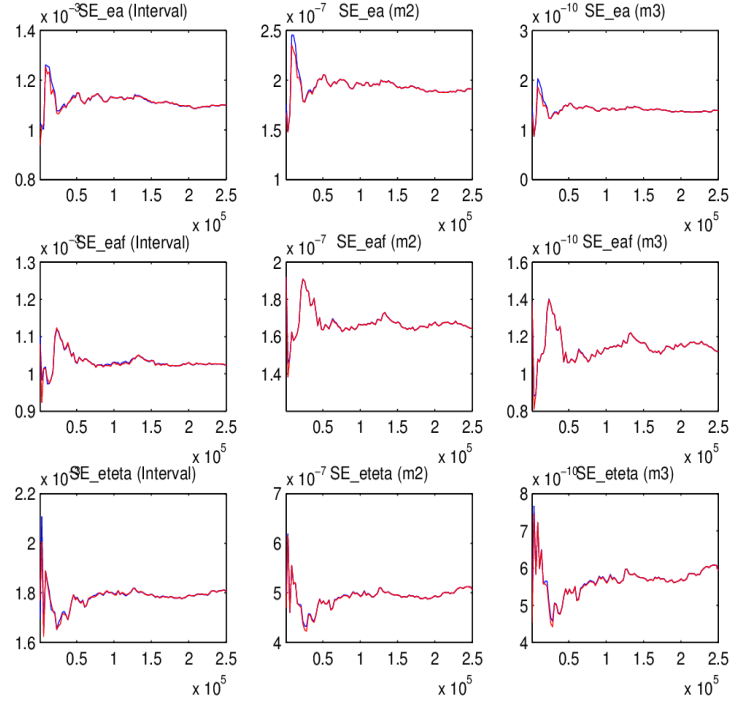 x 10⁻³ SE_ea (Interval)
1.4
1.2
1
0.8
0.5 1 1.5 2 2.5
x 10⁵
x 10⁻⁷ SE_ea (m2)
2.5
2
1.5
1
0.5 1 1.5 2 2.5
x 10⁵
x 10⁻¹⁰ SE_ea (m3)
3
2
1
0
0.5 1 1.5 2 2.5
x 10⁵
x 10⁻³ SE_eaf (Interval)
1.3
1.2
1.1
1
0.9
0.5 1 1.5 2 2.5
x 10⁵
x 10⁻⁷ SE_eaf (m2)
2
1.8
1.6
1.4
0.5 1 1.5 2 2.5
x 10⁵
x 10⁻¹⁰ SE_eaf (m3)
1.6
1.4
1.2
1
0.8
0.5 1 1.5 2 2.5
x 10⁵
x 10⁻³ SE_eteta (Interval)
2.2
2
1.8
1.6
0.5 1 1.5 2 2.5
x 10⁵
x 10⁻⁷ SE_eteta (m2)
7
6
5
4
0.5 1 1.5 2 2.5
x 10⁵
x 10⁻¹⁰ SE_eteta (m3)
8
7
6
5
4
0.5 1 1.5 2 2.5
x 10⁵